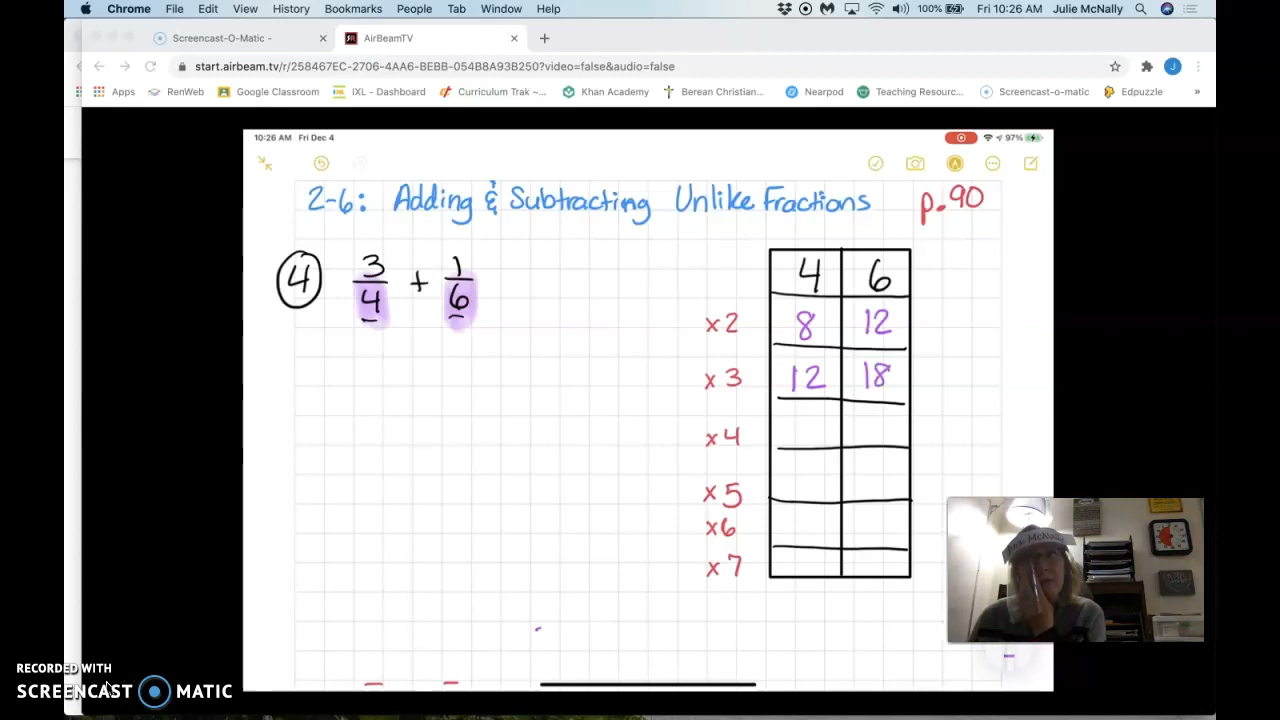 Chrome File Edit View History Bookmarks People Tab Window Help 100% Fri 10:26 AM Julie McNally
Screencast-O-Matic - AirBeamTV
start.airbeam.tv/r/258467EC-2706-4AA6-BEBB-054B8A93B250?video=false&audio=false J
Apps RenWeb Google Classroom IXL - Dashboard Curriculum Trak ~... Khan Academy Berean Christian... Nearpod Teaching Resourc... Screencast-o-matic Edpuzzle »
10:26 AM Fri Dec 4 97%
2-6: Adding & Subtracting Unlike Fractions p.90
4 3/4 + 1/6
4 6
x2 8 12
x3 12 18
x4
x5
x6
x7
Julie McNally
RECORDED WITH
SCREENCAST MATIC